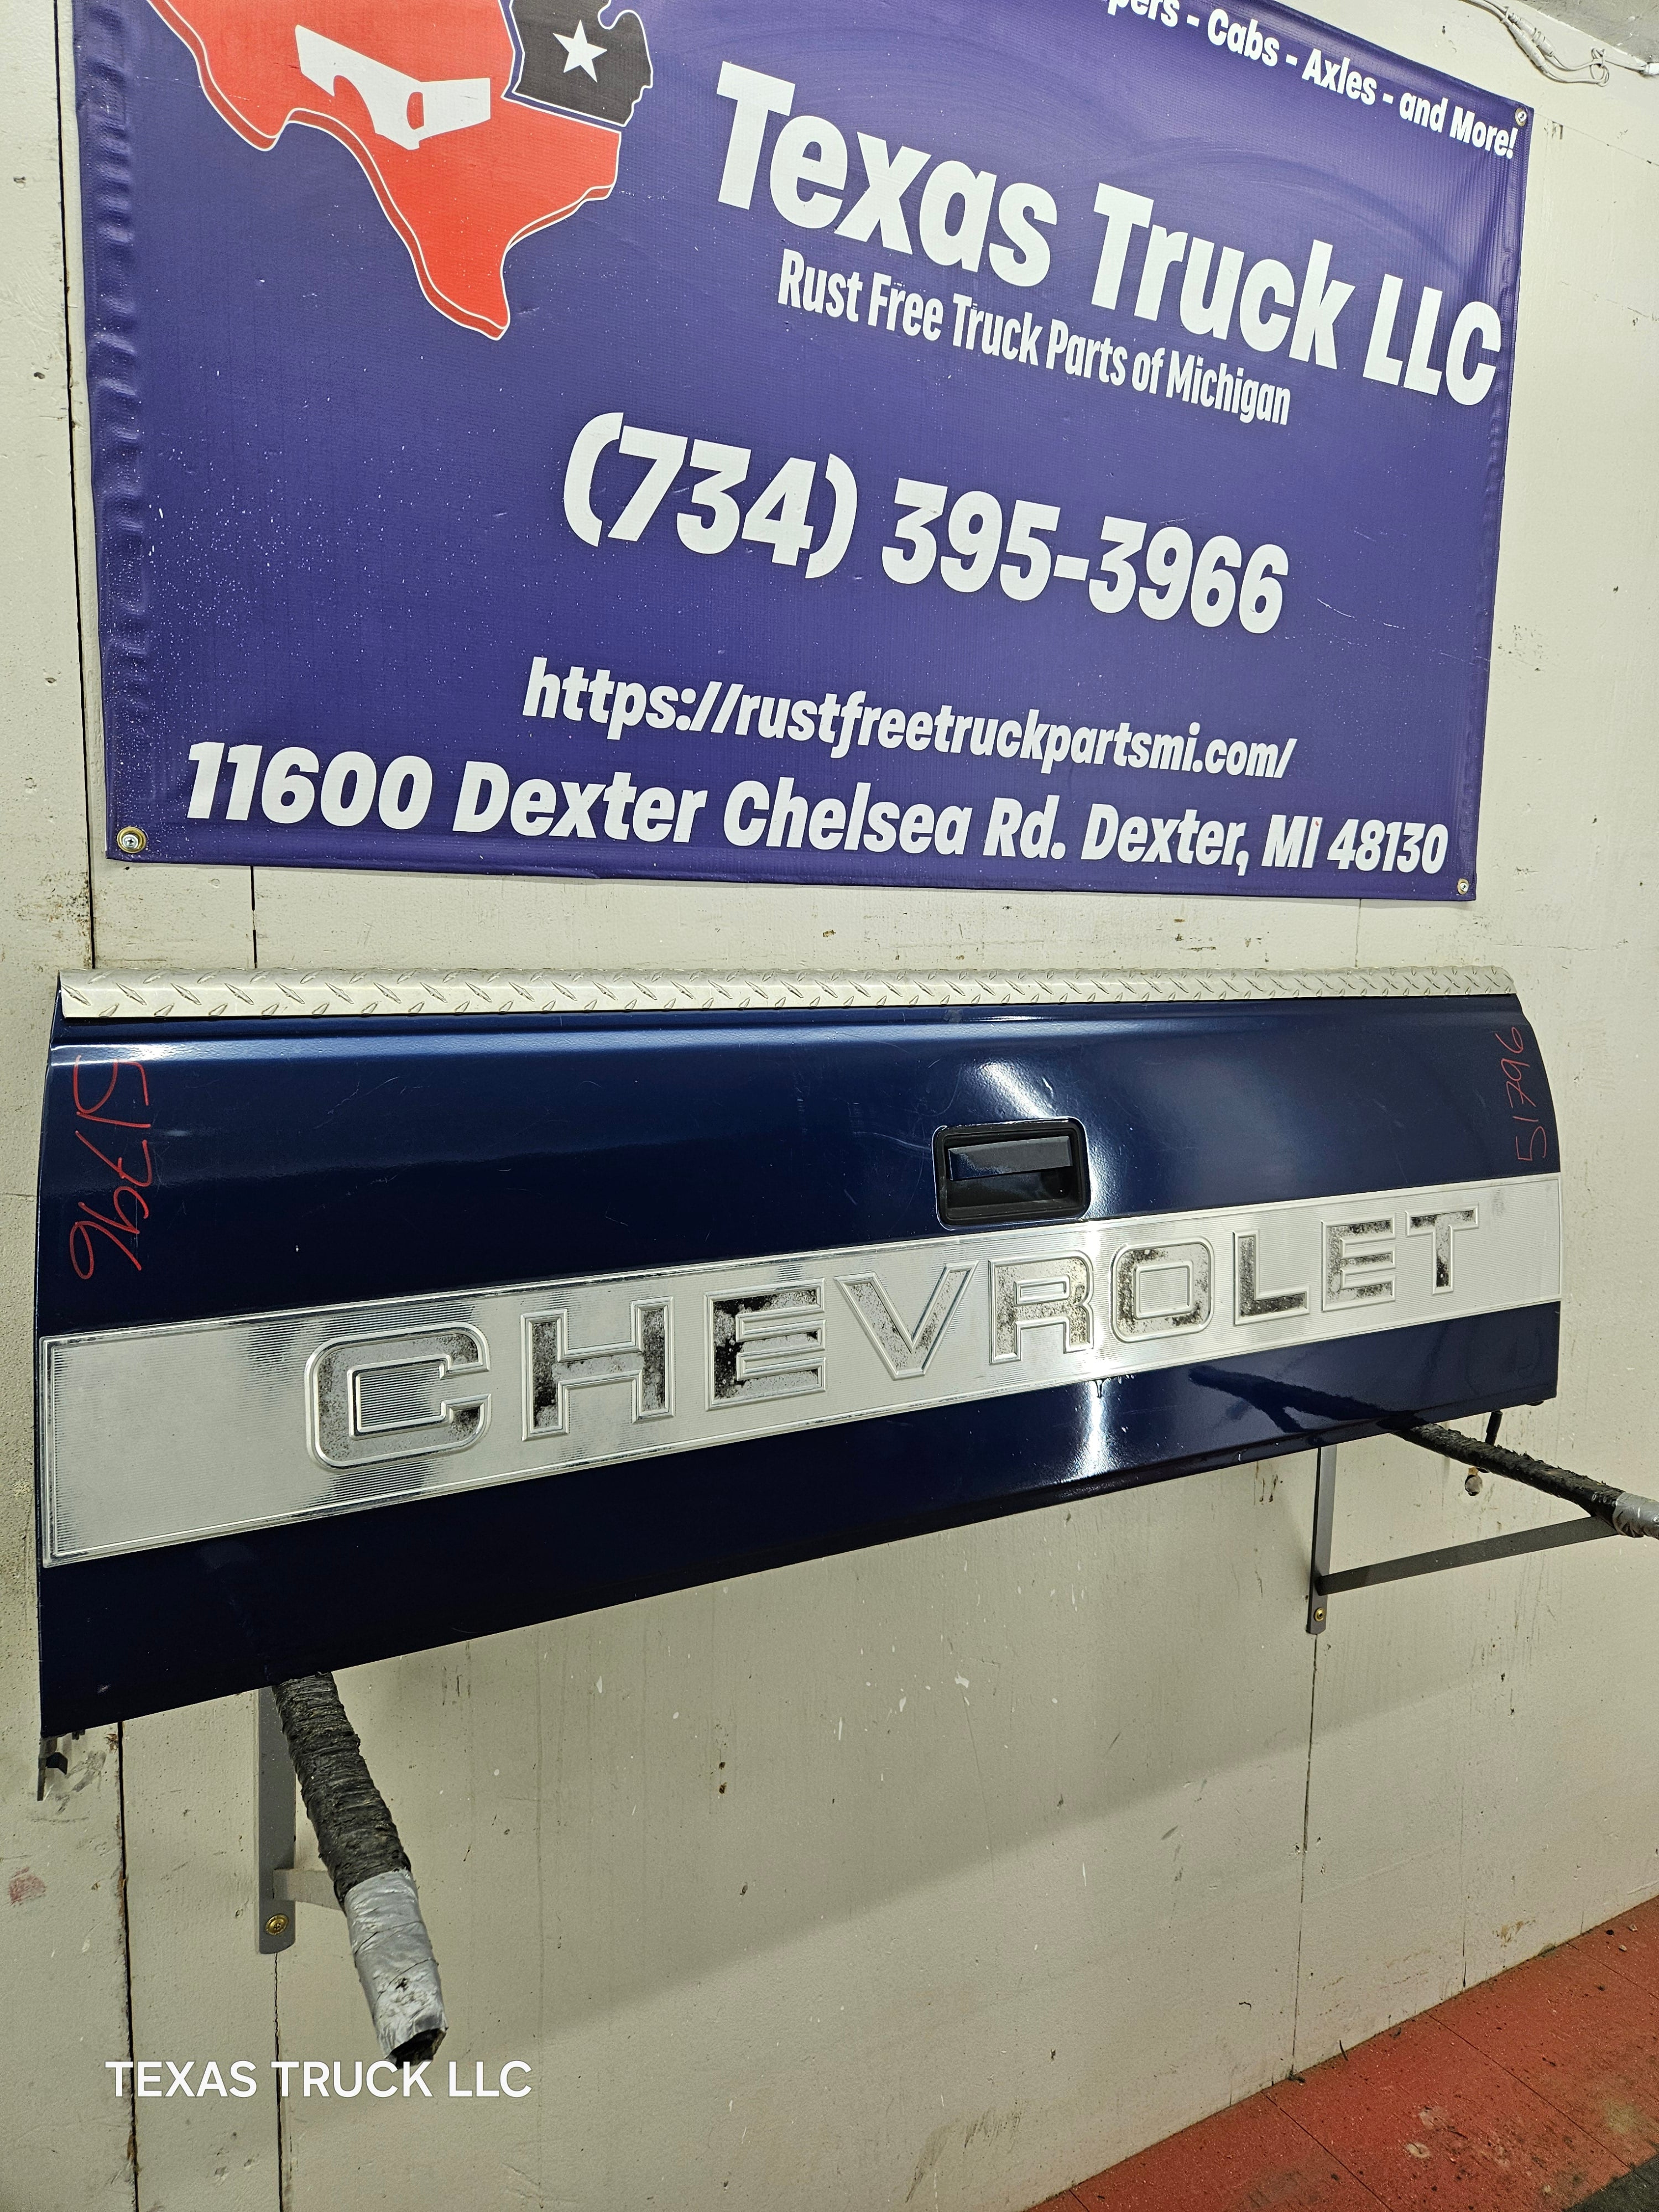 - Cabs - Axles - and More!
Texas Truck LLC
Rust Free Truck Parts of Michigan
(734) 395-3966
https://rustfreetruckpartsmi.com/
11600 Dexter Chelsea Rd. Dexter, MI 48130
51796
51796
CHEVROLET
TEXAS TRUCK LLC